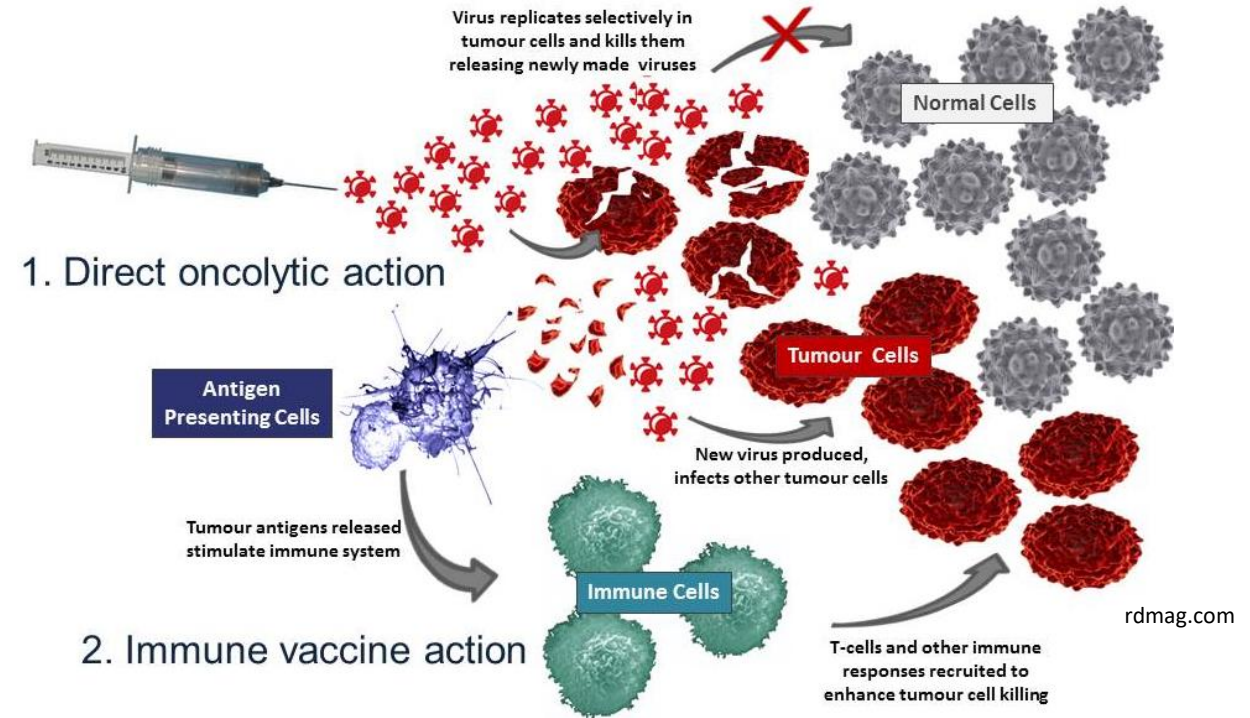 Virus replicates selectively in
tumour cells and kills them
releasing newly made viruses
Normal Cells
1. Direct oncolytic action
Tumour Cells
Antigen
Presenting Cells
New virus produced,
infects other tumour cells
Tumour antigens released
stimulate immune system
Immune Cells
rdmag.com
2. Immune vaccine action
T-cells and other immune
responses recruited to
enhance tumour cell killing